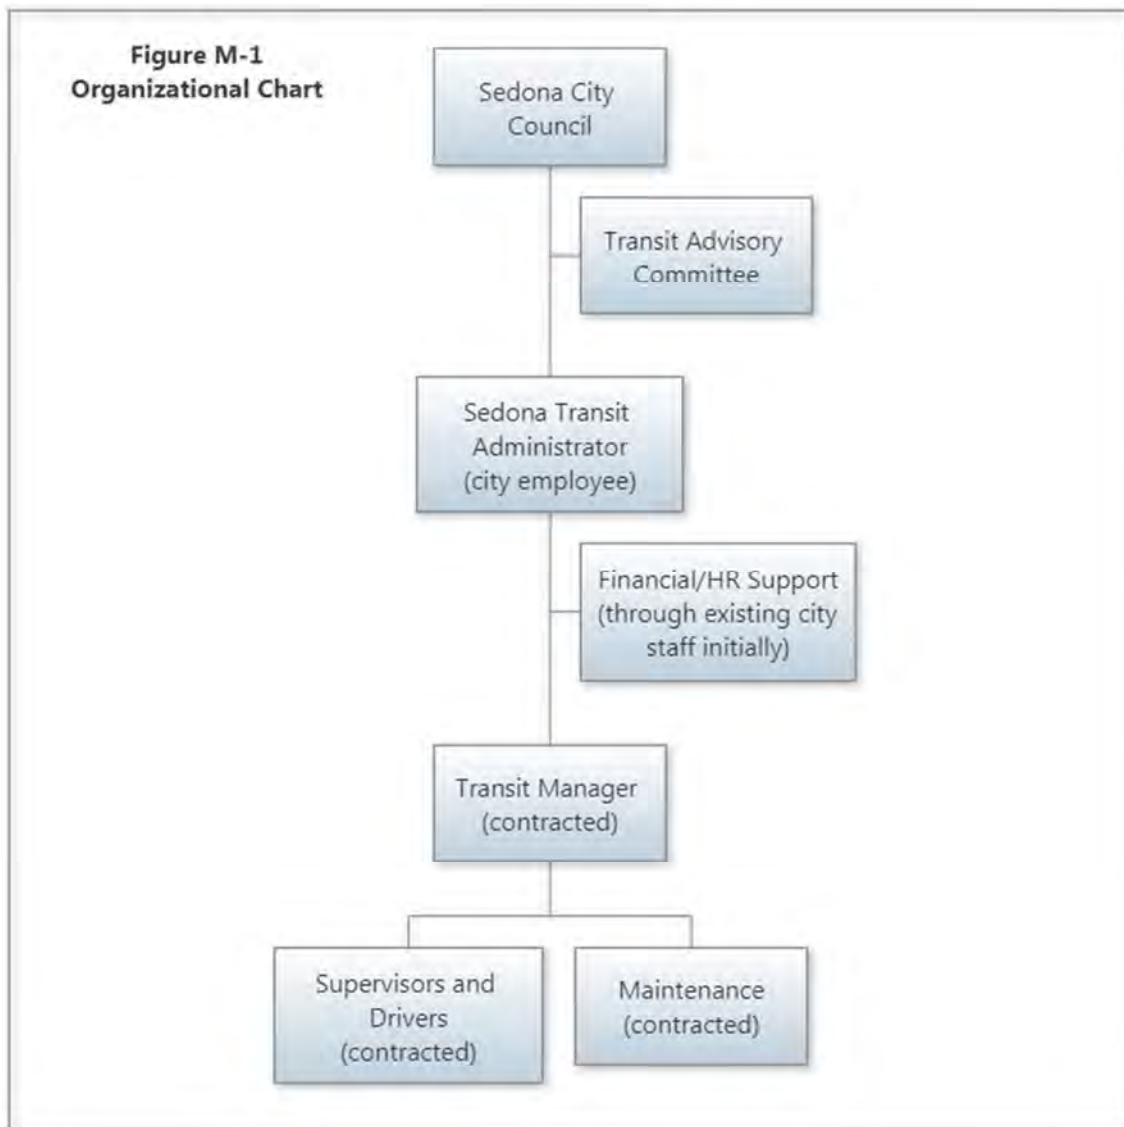 Figure M-1
Organizational Chart
Sedona City
Council
Transit Advisory
Committee
Sedona Transit
Administrator
(city employee)
Financial/HR Support
(through existing city
staff initially)
Transit Manager
(contracted)
Supervisors and
Drivers
(contracted)
Maintenance
(contracted)